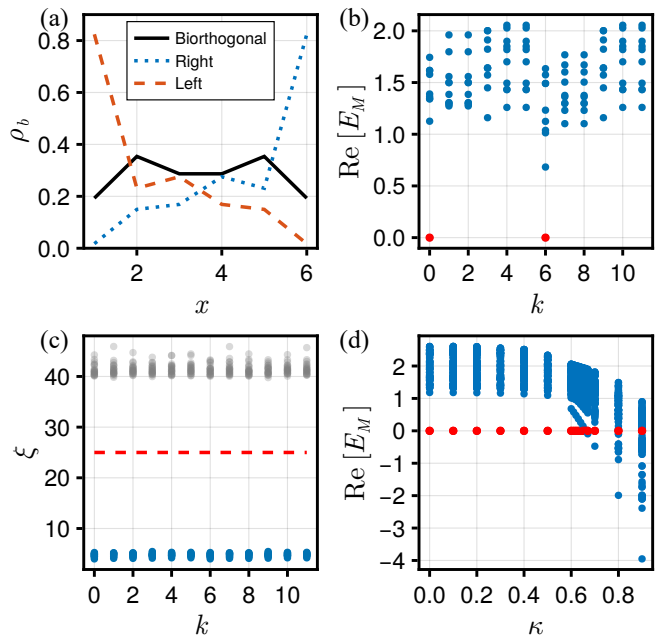 (a)
Biorthogonal
Right
Left
ρ_b
0.8
0.6
0.4
0.2
0.0
2 4 6
x
(b)
Re [E_M]
2.0
1.5
1.0
0.5
0.0
0 2 4 6 8 10
k
(c)
ξ
40
30
20
10
0 2 4 6 8 10
k
(d)
Re [E_M]
2
1
0
−1
−2
−3
−4
0.0 0.2 0.4 0.6 0.8
κ